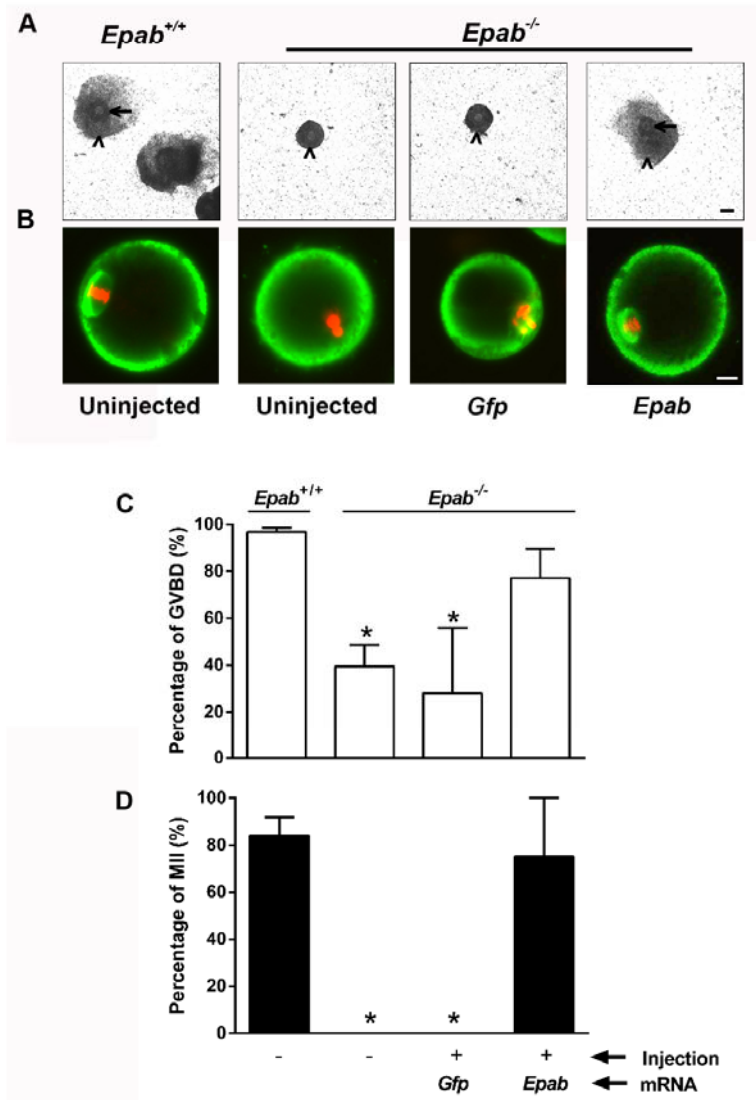 A
Epab+/+ Epab-/-
B
Uninjected Uninjected Gfp Epab
C
Epab+/+ Epab-/-
Percentage of GVBD (%)
100
80
60
40
20
0
* *
D
Percentage of MII (%)
100
80
60
40
20
0
* *
- - + + Injection
Gfp Epab mRNA